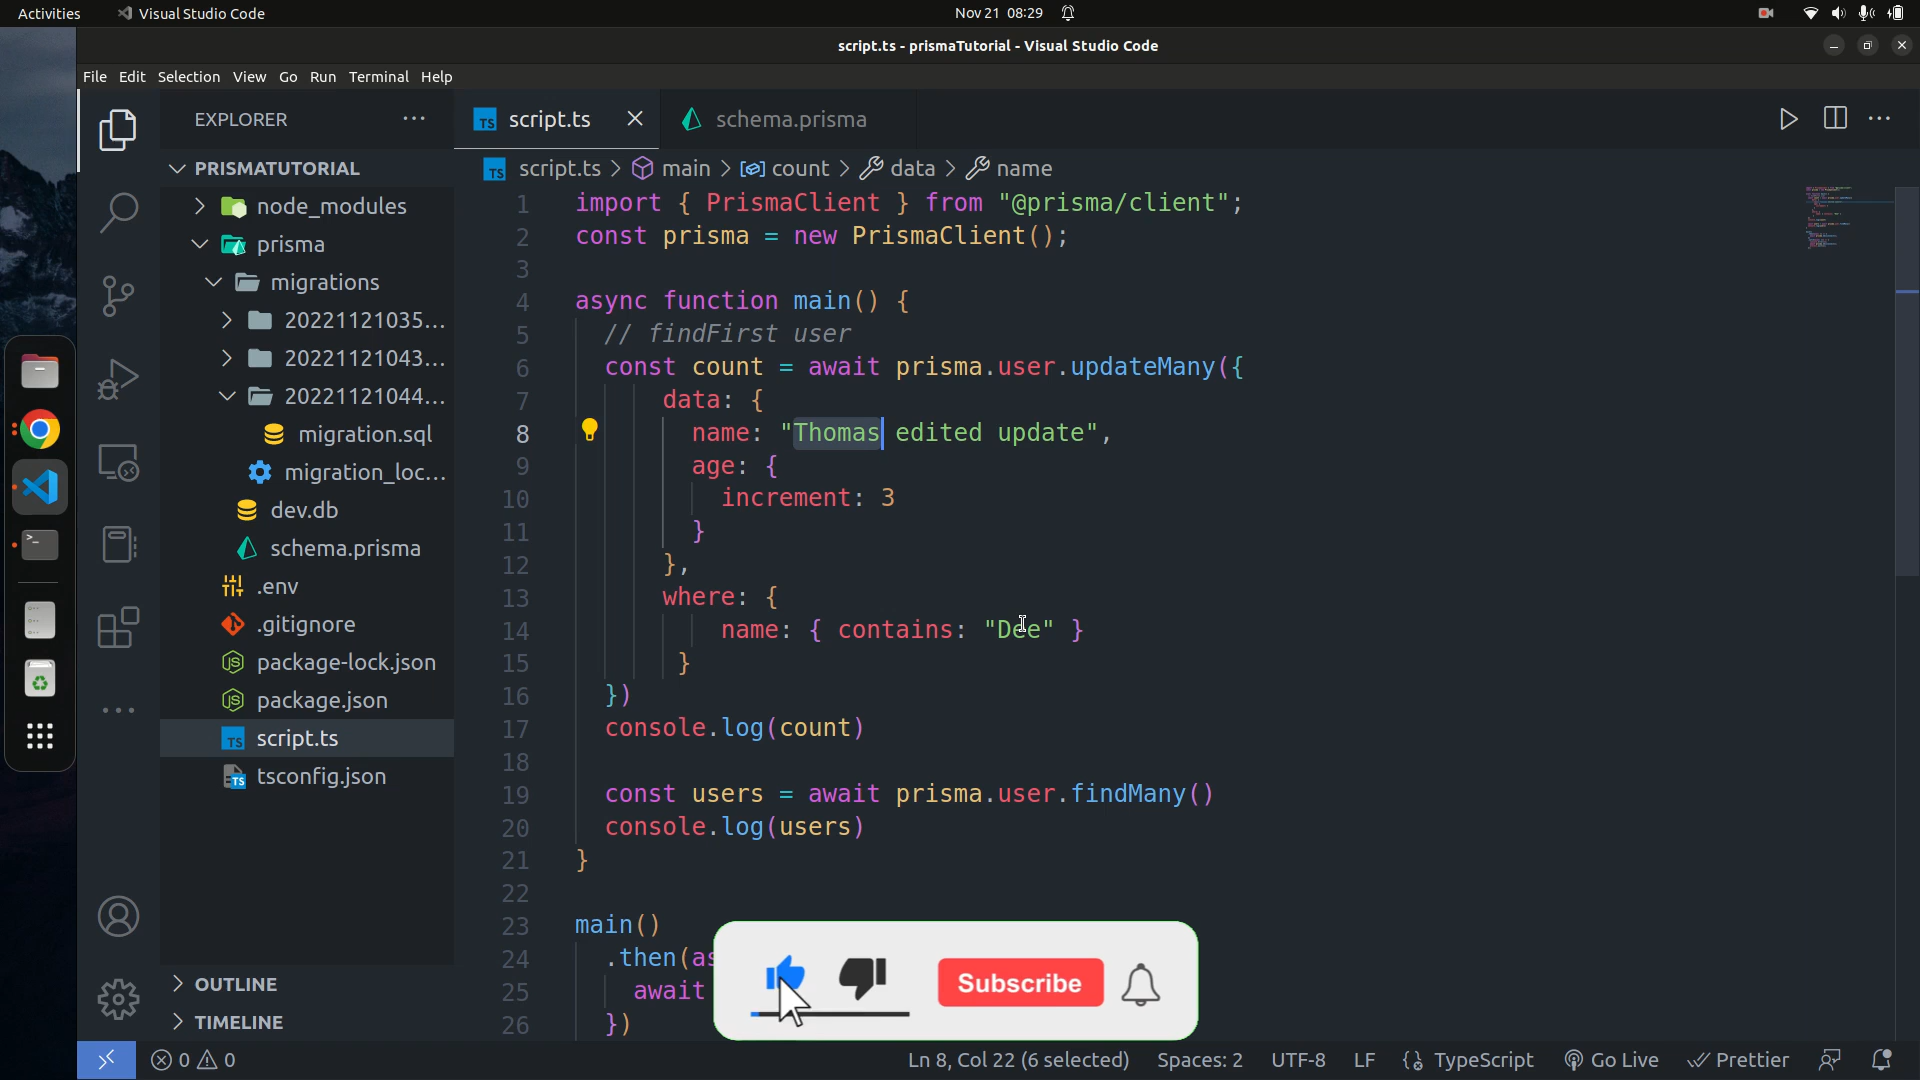 Activities
Visual Studio Code
Nov 21 08:29
script.ts - prismaTutorial - Visual Studio Code
File Edit Selection View Go Run Terminal Help
EXPLORER
TS script.ts
schema.prisma
PRISMATUTORIAL
TS script.ts > main > count > data > name
node_modules
prisma
migrations
20221121035...
20221121043...
20221121044...
migration.sql
migration_loc...
dev.db
schema.prisma
.env
.gitignore
JS package-lock.json
JS package.json
TS script.ts
TS tsconfig.json
OUTLINE
TIMELINE
1 import { PrismaClient } from "@prisma/client";
2 const prisma = new PrismaClient();
3
4 async function main() {
5 // findFirst user
6 const count = await prisma.user.updateMany({
7 data: {
8 name: "Thomas edited update",
9 age: {
10 increment: 3
11 }
12 },
13 where: {
14 name: { contains: "Dee" }
15 }
16 })
17 console.log(count)
18
19 const users = await prisma.user.findMany()
20 console.log(users)
21 }
22
23 main()
24 .then(as
25 await
26 })
Subscribe
0 0
Ln 8, Col 22 (6 selected) Spaces: 2 UTF-8 LF TypeScript Go Live Prettier